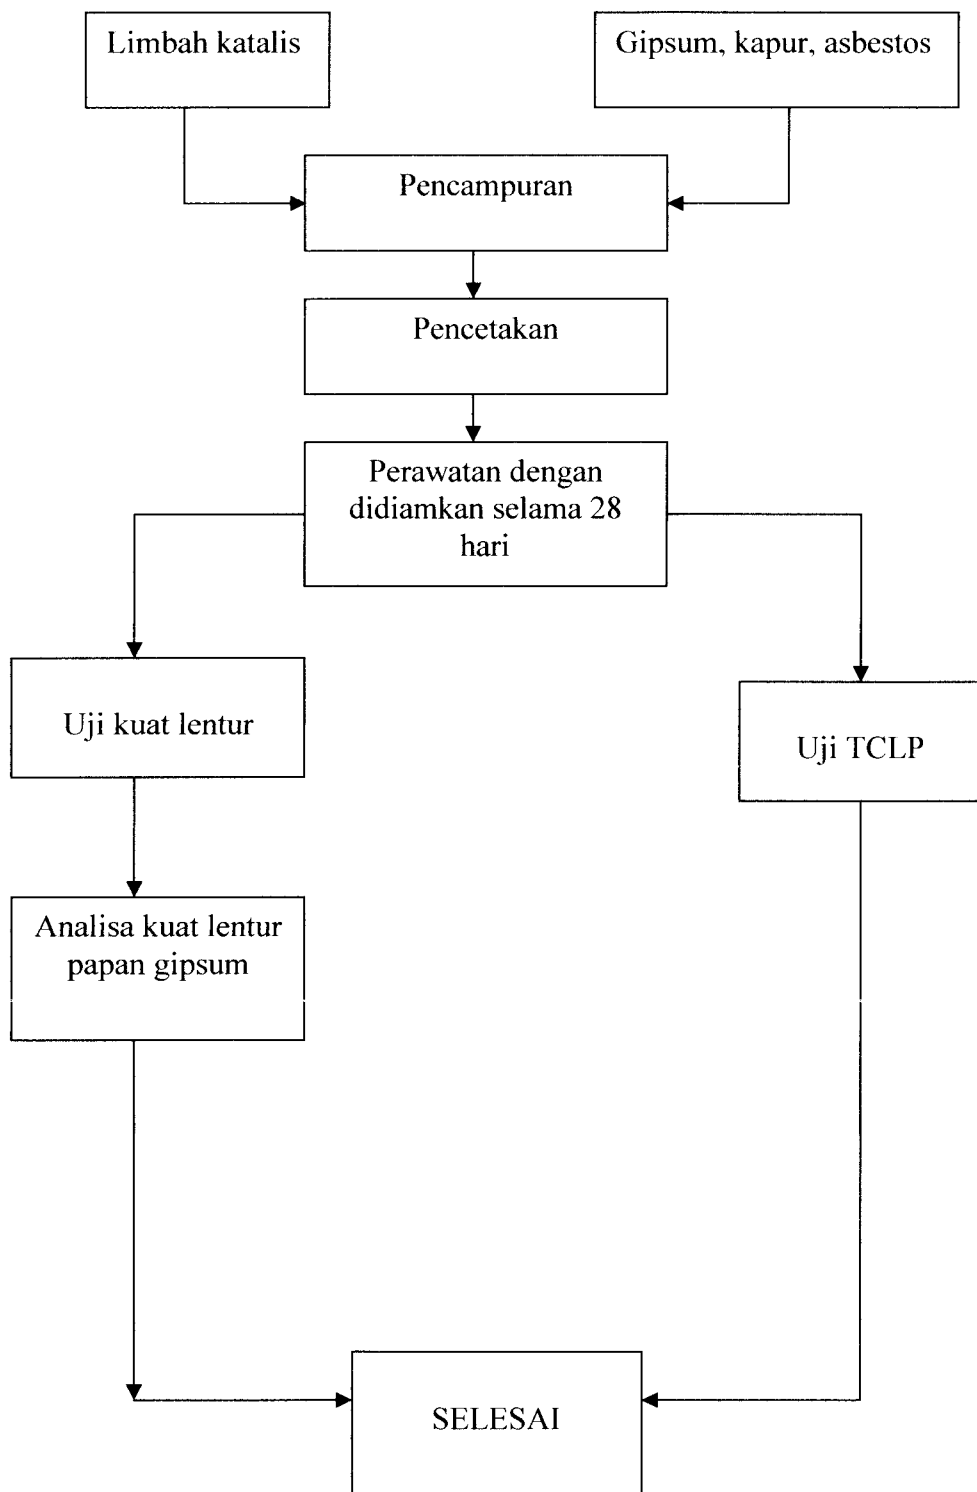 Limbah katalis
Gipsum, kapur, asbestos
Pencampuran
Pencetakan
Perawatan dengan
didiamkan selama 28
hari
Uji kuat lentur
Uji TCLP
Analisa kuat lentur
papan gipsum
SELESAI